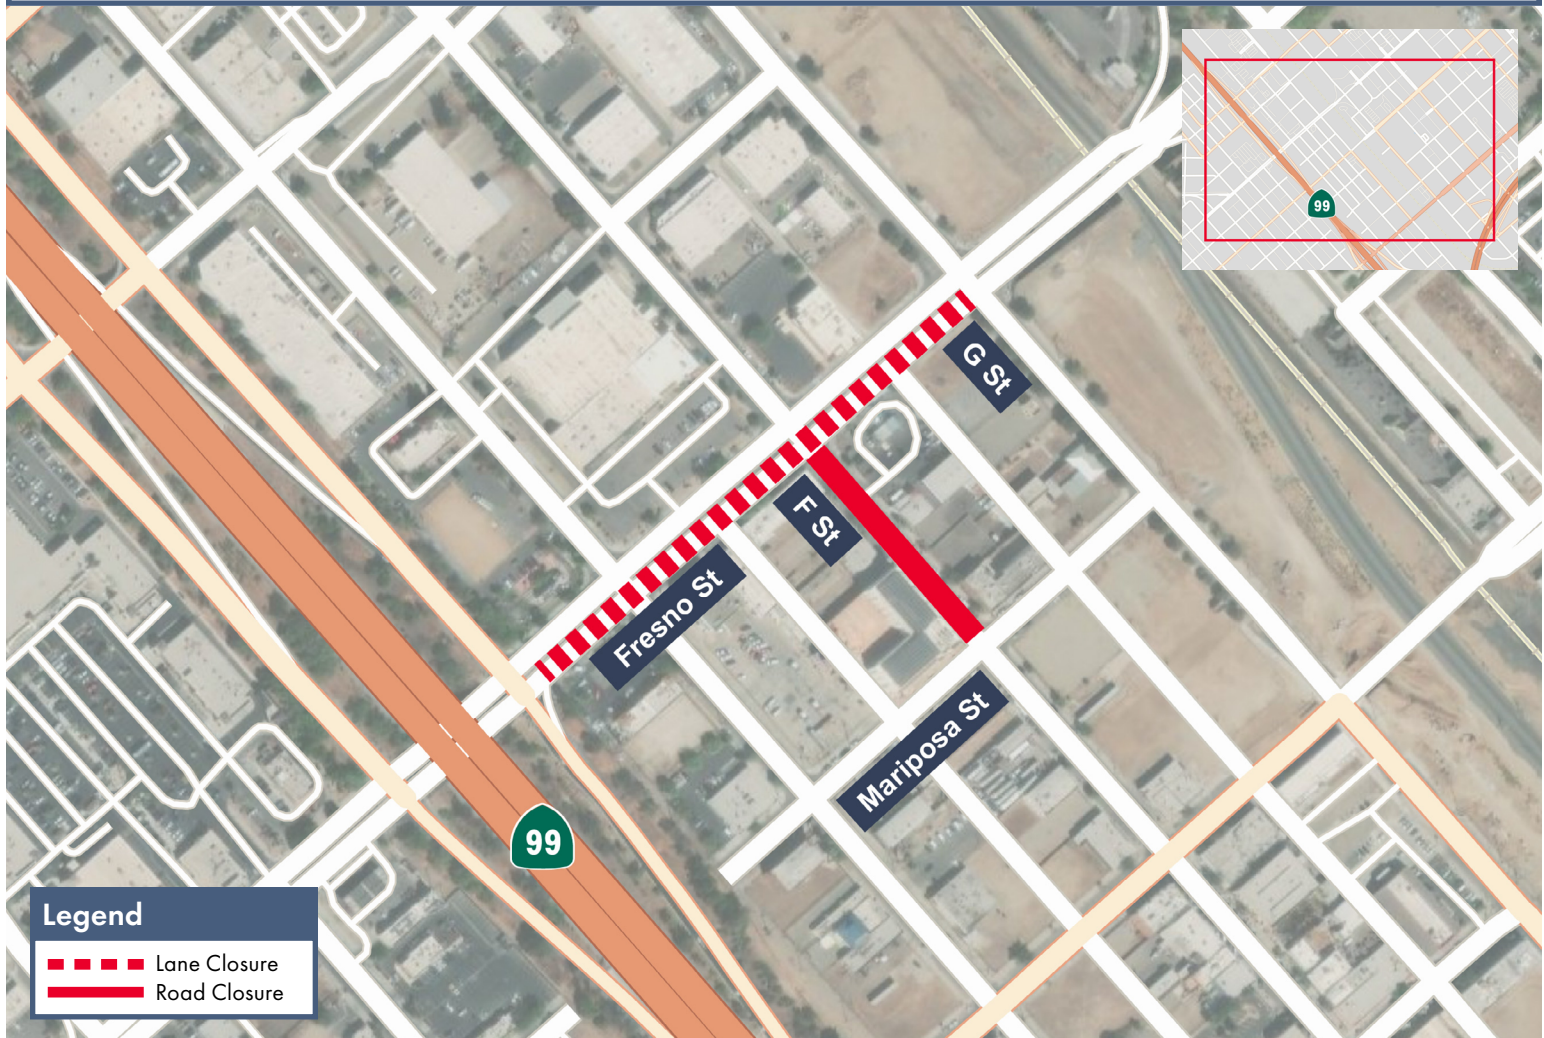 99
G St
F St
Fresno St
Mariposa St
99
Legend
Lane Closure
Road Closure